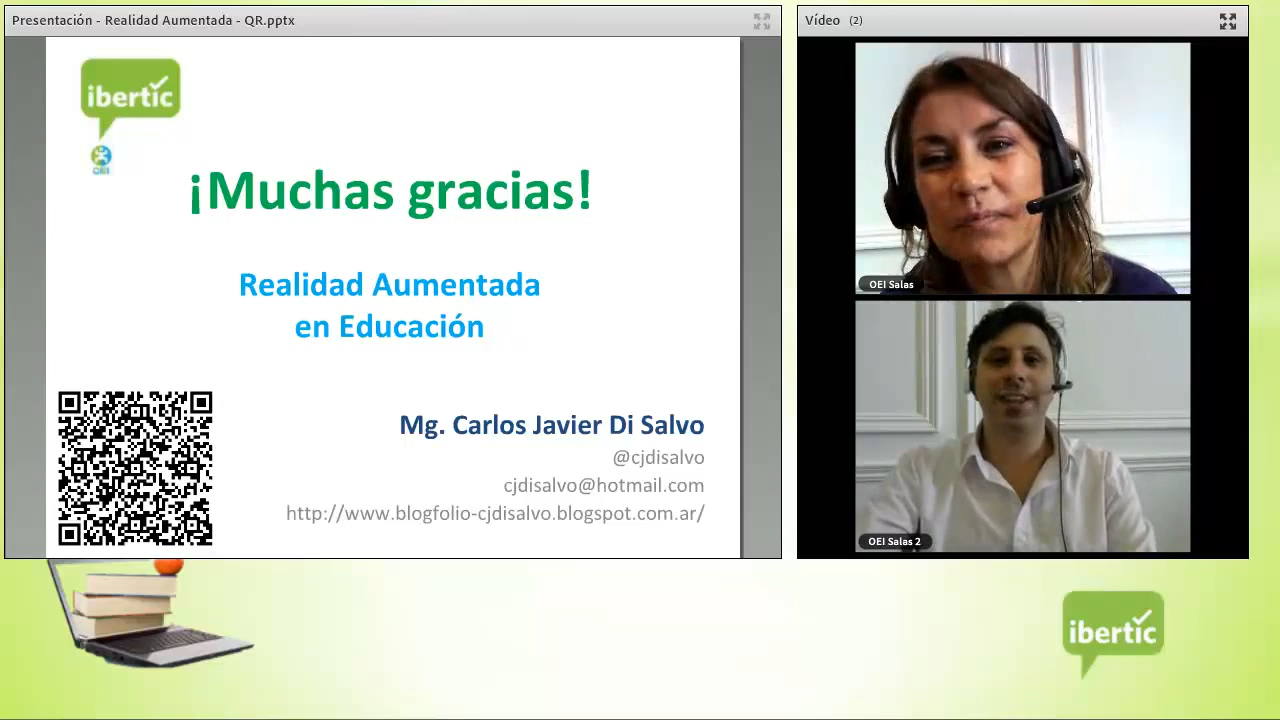 Presentación - Realidad Aumentada - QR.pptx
ibertic
OEI
¡Muchas gracias!
Realidad Aumentada
en Educación
Mg. Carlos Javier Di Salvo
@cjdisalvo
cjdisalvo@hotmail.com
http://www.blogfolio-cjdisalvo.blogspot.com.ar/
Vídeo (2)
OEI Salas
OEI Salas 2
ibertic